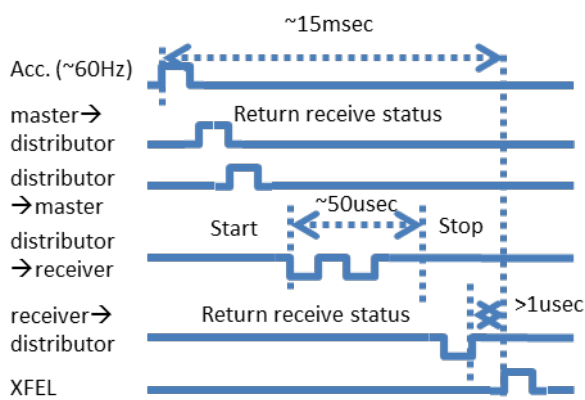 ~15msec
Acc. (~60Hz)
master→
distributor
Return receive status
distributor
→master
~50usec
Start
Stop
distributor
→receiver
>1usec
receiver→
distributor
Return receive status
XFEL